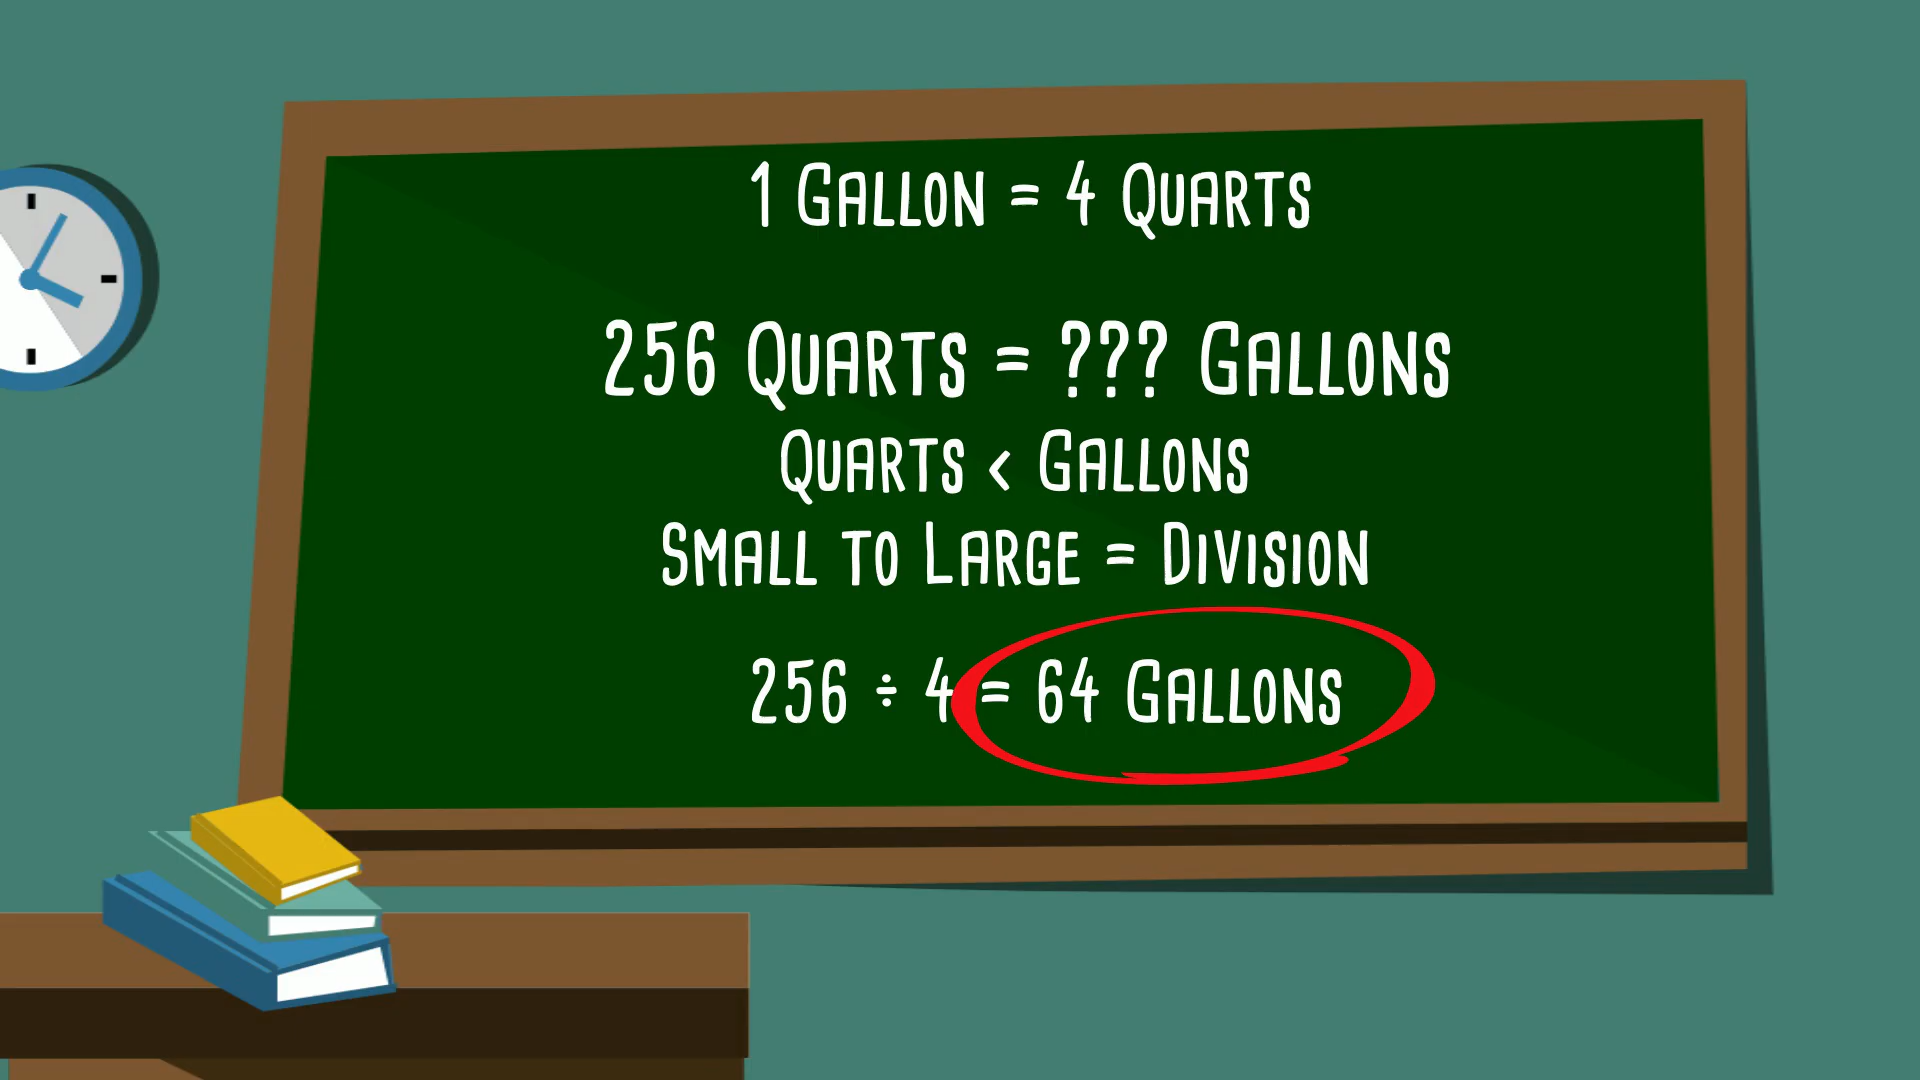 1 Gallon = 4 Quarts
256 Quarts = ??? Gallons
Quarts < Gallons
Small to Large = Division
256 ÷ 4 = 64 Gallons